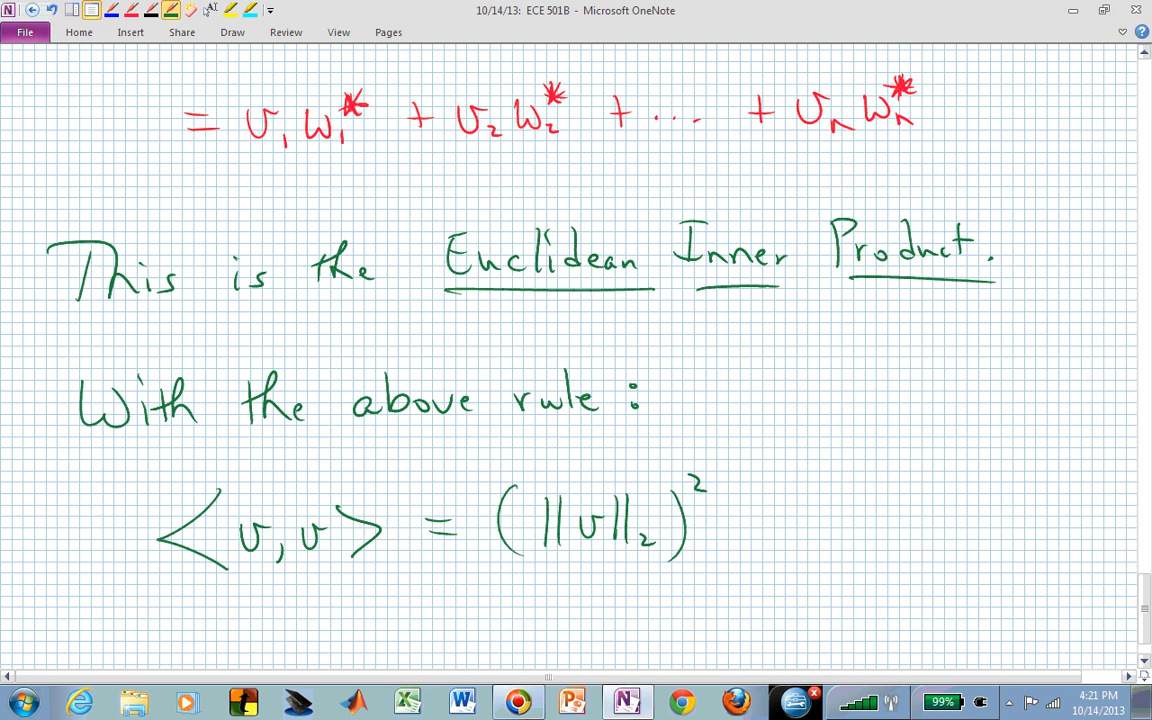 10/14/13: ECE 501B - Microsoft OneNote
File Home Insert Share Draw Review View Pages
= v₁w₁* + v₂w₂* + ... + vₙwₙ*
This is the Euclidean Inner Product.
With the above rule:
<v, v> = (||v||₂)²
99%
4:21 PM
10/14/2013